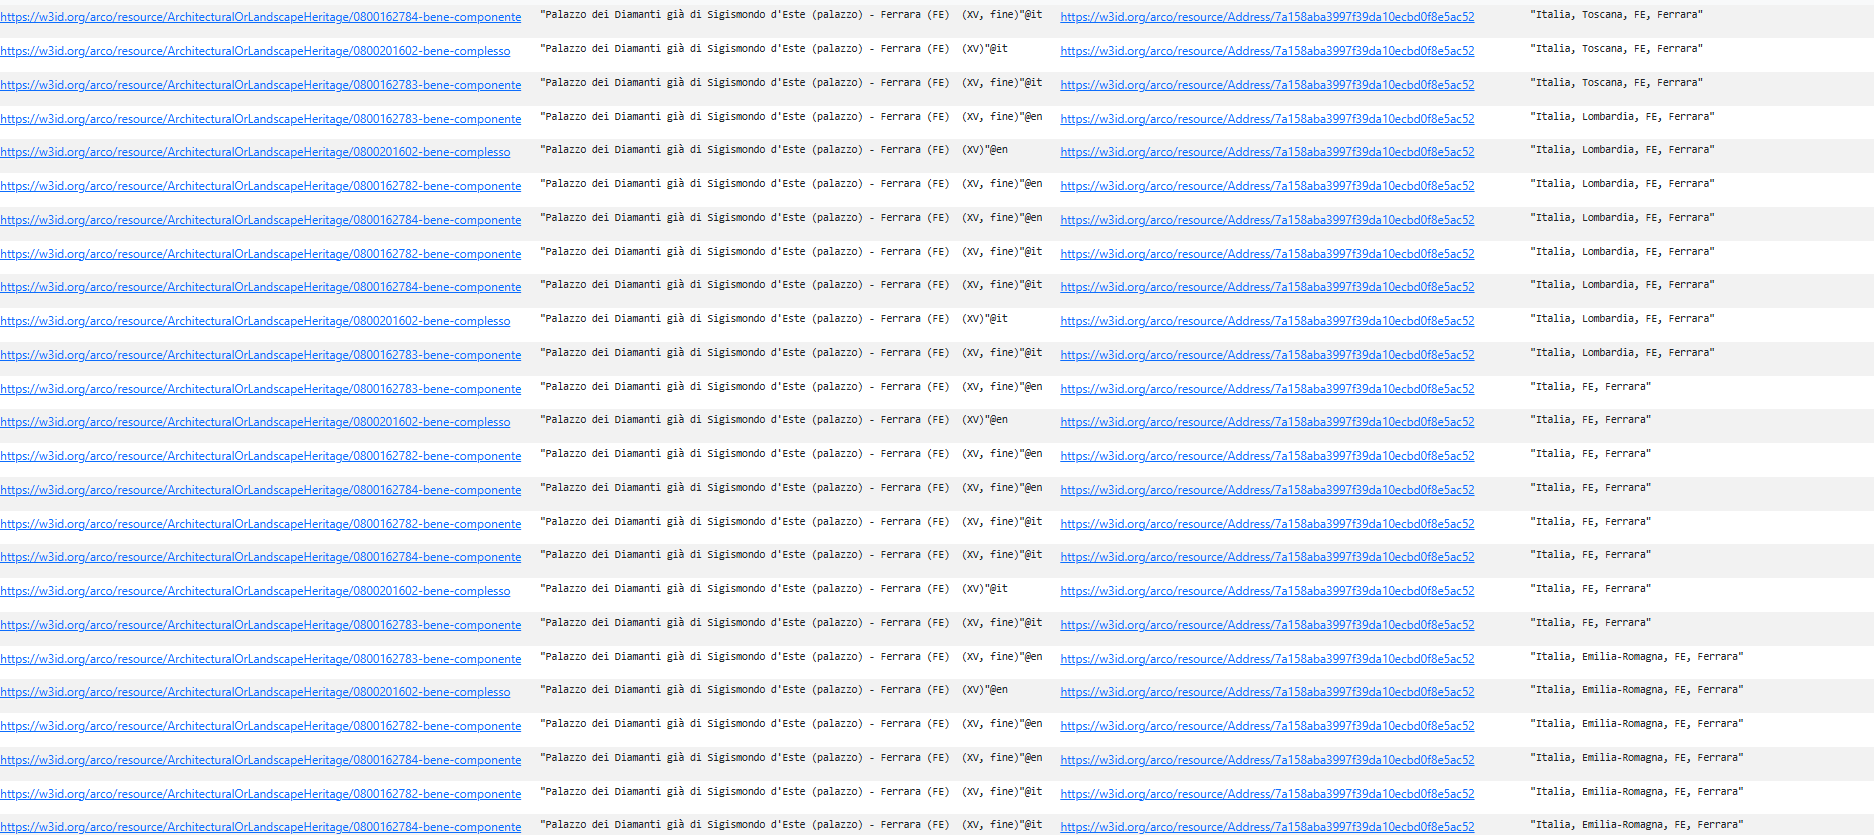 https://w3id.org/arco/resource/ArchitecturalOrLandscapeHeritage/0800162784-bene-componente "Palazzo dei Diamanti già di Sigismondo d'Este (palazzo) - Ferrara (FE)  (XV, fine)"@it https://w3id.org/arco/resource/Address/7a158aba3997f39da10ecbd0f8e5ac52 "Italia, Toscana, FE, Ferrara"
https://w3id.org/arco/resource/ArchitecturalOrLandscapeHeritage/0800201602-bene-complesso "Palazzo dei Diamanti già di Sigismondo d'Este (palazzo) - Ferrara (FE)  (XV)"@it https://w3id.org/arco/resource/Address/7a158aba3997f39da10ecbd0f8e5ac52 "Italia, Toscana, FE, Ferrara"
https://w3id.org/arco/resource/ArchitecturalOrLandscapeHeritage/0800162783-bene-componente "Palazzo dei Diamanti già di Sigismondo d'Este (palazzo) - Ferrara (FE)  (XV, fine)"@it https://w3id.org/arco/resource/Address/7a158aba3997f39da10ecbd0f8e5ac52 "Italia, Toscana, FE, Ferrara"
https://w3id.org/arco/resource/ArchitecturalOrLandscapeHeritage/0800162783-bene-componente "Palazzo dei Diamanti già di Sigismondo d'Este (palazzo) - Ferrara (FE)  (XV, fine)"@en https://w3id.org/arco/resource/Address/7a158aba3997f39da10ecbd0f8e5ac52 "Italia, Lombardia, FE, Ferrara"
https://w3id.org/arco/resource/ArchitecturalOrLandscapeHeritage/0800201602-bene-complesso "Palazzo dei Diamanti già di Sigismondo d'Este (palazzo) - Ferrara (FE)  (XV)"@en https://w3id.org/arco/resource/Address/7a158aba3997f39da10ecbd0f8e5ac52 "Italia, Lombardia, FE, Ferrara"
https://w3id.org/arco/resource/ArchitecturalOrLandscapeHeritage/0800162782-bene-componente "Palazzo dei Diamanti già di Sigismondo d'Este (palazzo) - Ferrara (FE)  (XV, fine)"@en https://w3id.org/arco/resource/Address/7a158aba3997f39da10ecbd0f8e5ac52 "Italia, Lombardia, FE, Ferrara"
https://w3id.org/arco/resource/ArchitecturalOrLandscapeHeritage/0800162784-bene-componente "Palazzo dei Diamanti già di Sigismondo d'Este (palazzo) - Ferrara (FE)  (XV, fine)"@en https://w3id.org/arco/resource/Address/7a158aba3997f39da10ecbd0f8e5ac52 "Italia, Lombardia, FE, Ferrara"
https://w3id.org/arco/resource/ArchitecturalOrLandscapeHeritage/0800162782-bene-componente "Palazzo dei Diamanti già di Sigismondo d'Este (palazzo) - Ferrara (FE)  (XV, fine)"@it https://w3id.org/arco/resource/Address/7a158aba3997f39da10ecbd0f8e5ac52 "Italia, Lombardia, FE, Ferrara"
https://w3id.org/arco/resource/ArchitecturalOrLandscapeHeritage/0800162784-bene-componente "Palazzo dei Diamanti già di Sigismondo d'Este (palazzo) - Ferrara (FE)  (XV, fine)"@it https://w3id.org/arco/resource/Address/7a158aba3997f39da10ecbd0f8e5ac52 "Italia, Lombardia, FE, Ferrara"
https://w3id.org/arco/resource/ArchitecturalOrLandscapeHeritage/0800201602-bene-complesso "Palazzo dei Diamanti già di Sigismondo d'Este (palazzo) - Ferrara (FE)  (XV)"@it https://w3id.org/arco/resource/Address/7a158aba3997f39da10ecbd0f8e5ac52 "Italia, Lombardia, FE, Ferrara"
https://w3id.org/arco/resource/ArchitecturalOrLandscapeHeritage/0800162783-bene-componente "Palazzo dei Diamanti già di Sigismondo d'Este (palazzo) - Ferrara (FE)  (XV, fine)"@it https://w3id.org/arco/resource/Address/7a158aba3997f39da10ecbd0f8e5ac52 "Italia, Lombardia, FE, Ferrara"
https://w3id.org/arco/resource/ArchitecturalOrLandscapeHeritage/0800162783-bene-componente "Palazzo dei Diamanti già di Sigismondo d'Este (palazzo) - Ferrara (FE)  (XV, fine)"@en https://w3id.org/arco/resource/Address/7a158aba3997f39da10ecbd0f8e5ac52 "Italia, FE, Ferrara"
https://w3id.org/arco/resource/ArchitecturalOrLandscapeHeritage/0800201602-bene-complesso "Palazzo dei Diamanti già di Sigismondo d'Este (palazzo) - Ferrara (FE)  (XV)"@en https://w3id.org/arco/resource/Address/7a158aba3997f39da10ecbd0f8e5ac52 "Italia, FE, Ferrara"
https://w3id.org/arco/resource/ArchitecturalOrLandscapeHeritage/0800162782-bene-componente "Palazzo dei Diamanti già di Sigismondo d'Este (palazzo) - Ferrara (FE)  (XV, fine)"@en https://w3id.org/arco/resource/Address/7a158aba3997f39da10ecbd0f8e5ac52 "Italia, FE, Ferrara"
https://w3id.org/arco/resource/ArchitecturalOrLandscapeHeritage/0800162784-bene-componente "Palazzo dei Diamanti già di Sigismondo d'Este (palazzo) - Ferrara (FE)  (XV, fine)"@en https://w3id.org/arco/resource/Address/7a158aba3997f39da10ecbd0f8e5ac52 "Italia, FE, Ferrara"
https://w3id.org/arco/resource/ArchitecturalOrLandscapeHeritage/0800162782-bene-componente "Palazzo dei Diamanti già di Sigismondo d'Este (palazzo) - Ferrara (FE)  (XV, fine)"@it https://w3id.org/arco/resource/Address/7a158aba3997f39da10ecbd0f8e5ac52 "Italia, FE, Ferrara"
https://w3id.org/arco/resource/ArchitecturalOrLandscapeHeritage/0800162784-bene-componente "Palazzo dei Diamanti già di Sigismondo d'Este (palazzo) - Ferrara (FE)  (XV, fine)"@it https://w3id.org/arco/resource/Address/7a158aba3997f39da10ecbd0f8e5ac52 "Italia, FE, Ferrara"
https://w3id.org/arco/resource/ArchitecturalOrLandscapeHeritage/0800201602-bene-complesso "Palazzo dei Diamanti già di Sigismondo d'Este (palazzo) - Ferrara (FE)  (XV)"@it https://w3id.org/arco/resource/Address/7a158aba3997f39da10ecbd0f8e5ac52 "Italia, FE, Ferrara"
https://w3id.org/arco/resource/ArchitecturalOrLandscapeHeritage/0800162783-bene-componente "Palazzo dei Diamanti già di Sigismondo d'Este (palazzo) - Ferrara (FE)  (XV, fine)"@it https://w3id.org/arco/resource/Address/7a158aba3997f39da10ecbd0f8e5ac52 "Italia, FE, Ferrara"
https://w3id.org/arco/resource/ArchitecturalOrLandscapeHeritage/0800162783-bene-componente "Palazzo dei Diamanti già di Sigismondo d'Este (palazzo) - Ferrara (FE)  (XV, fine)"@en https://w3id.org/arco/resource/Address/7a158aba3997f39da10ecbd0f8e5ac52 "Italia, Emilia-Romagna, FE, Ferrara"
https://w3id.org/arco/resource/ArchitecturalOrLandscapeHeritage/0800201602-bene-complesso "Palazzo dei Diamanti già di Sigismondo d'Este (palazzo) - Ferrara (FE)  (XV)"@en https://w3id.org/arco/resource/Address/7a158aba3997f39da10ecbd0f8e5ac52 "Italia, Emilia-Romagna, FE, Ferrara"
https://w3id.org/arco/resource/ArchitecturalOrLandscapeHeritage/0800162782-bene-componente "Palazzo dei Diamanti già di Sigismondo d'Este (palazzo) - Ferrara (FE)  (XV, fine)"@en https://w3id.org/arco/resource/Address/7a158aba3997f39da10ecbd0f8e5ac52 "Italia, Emilia-Romagna, FE, Ferrara"
https://w3id.org/arco/resource/ArchitecturalOrLandscapeHeritage/0800162784-bene-componente "Palazzo dei Diamanti già di Sigismondo d'Este (palazzo) - Ferrara (FE)  (XV, fine)"@en https://w3id.org/arco/resource/Address/7a158aba3997f39da10ecbd0f8e5ac52 "Italia, Emilia-Romagna, FE, Ferrara"
https://w3id.org/arco/resource/ArchitecturalOrLandscapeHeritage/0800162782-bene-componente "Palazzo dei Diamanti già di Sigismondo d'Este (palazzo) - Ferrara (FE)  (XV, fine)"@it https://w3id.org/arco/resource/Address/7a158aba3997f39da10ecbd0f8e5ac52 "Italia, Emilia-Romagna, FE, Ferrara"
https://w3id.org/arco/resource/ArchitecturalOrLandscapeHeritage/0800162784-bene-componente "Palazzo dei Diamanti già di Sigismondo d'Este (palazzo) - Ferrara (FE)  (XV, fine)"@it https://w3id.org/arco/resource/Address/7a158aba3997f39da10ecbd0f8e5ac52 "Italia, Emilia-Romagna, FE, Ferrara"